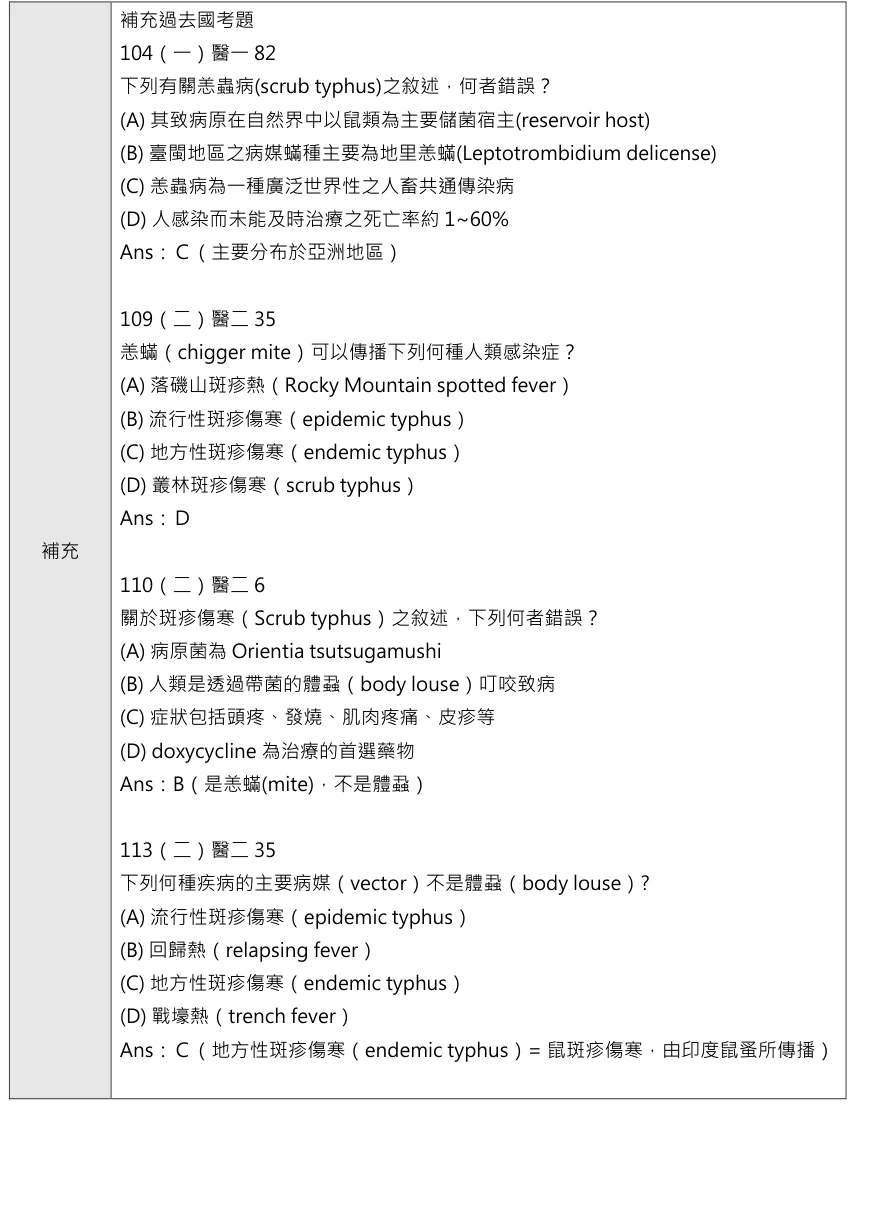 補充
補充過去國考題
104（一）醫一 82
下列有關恙蟲病(scrub typhus)之敘述，何者錯誤？
(A) 其致病原在自然界中以鼠類為主要儲菌宿主(reservoir host)
(B) 臺閩地區之病媒蟎種主要為地里恙蟎(Leptotrombidium delicense)
(C) 恙蟲病為一種廣泛世界性之人畜共通傳染病
(D) 人感染而未能及時治療之死亡率約 1~60%
Ans：C（主要分布於亞洲地區）
109（二）醫二 35
恙蟎（chigger mite）可以傳播下列何種人類感染症？
(A) 落磯山斑疹熱（Rocky Mountain spotted fever）
(B) 流行性斑疹傷寒（epidemic typhus）
(C) 地方性斑疹傷寒（endemic typhus）
(D) 叢林斑疹傷寒（scrub typhus）
Ans：D
110（二）醫二 6
關於斑疹傷寒（Scrub typhus）之敘述，下列何者錯誤？
(A) 病原菌為 Orientia tsutsugamushi
(B) 人類是透過帶菌的體蝨（body louse）叮咬致病
(C) 症狀包括頭疼、發燒、肌肉疼痛、皮疹等
(D) doxycycline 為治療的首選藥物
Ans：B（是恙蟎(mite)，不是體蝨）
113（二）醫二 35
下列何種疾病的主要病媒（vector）不是體蝨（body louse）?
(A) 流行性斑疹傷寒（epidemic typhus）
(B) 回歸熱（relapsing fever）
(C) 地方性斑疹傷寒（endemic typhus）
(D) 戰壕熱（trench fever）
Ans：C（地方性斑疹傷寒（endemic typhus）= 鼠斑疹傷寒，由印度鼠蚤所傳播）